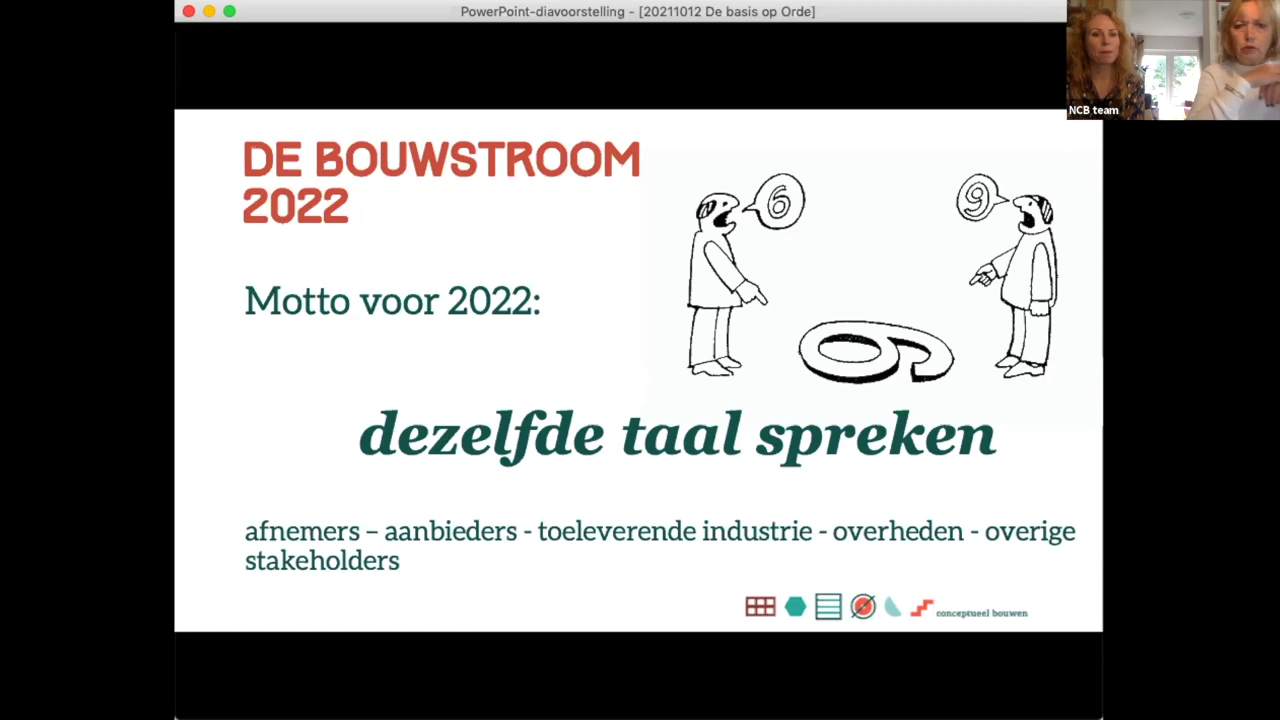 PowerPoint-diavoorstelling - [20211012 De basis op Orde]
NCB team
DE BOUWSTROOM
2022
6
9
Motto voor 2022:
dezelfde taal spreken
afnemers – aanbieders - toeleverende industrie - overheden - overige
stakeholders
conceptueel bouwen